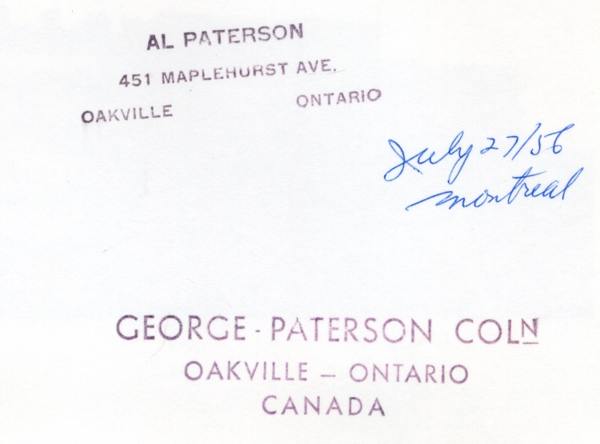 AL PATERSON
451 MAPLEHURST AVE.
OAKVILLE ONTARIO
July 27/56
Montreal
GEORGE-PATERSON COLN
OAKVILLE — ONTARIO
CANADA